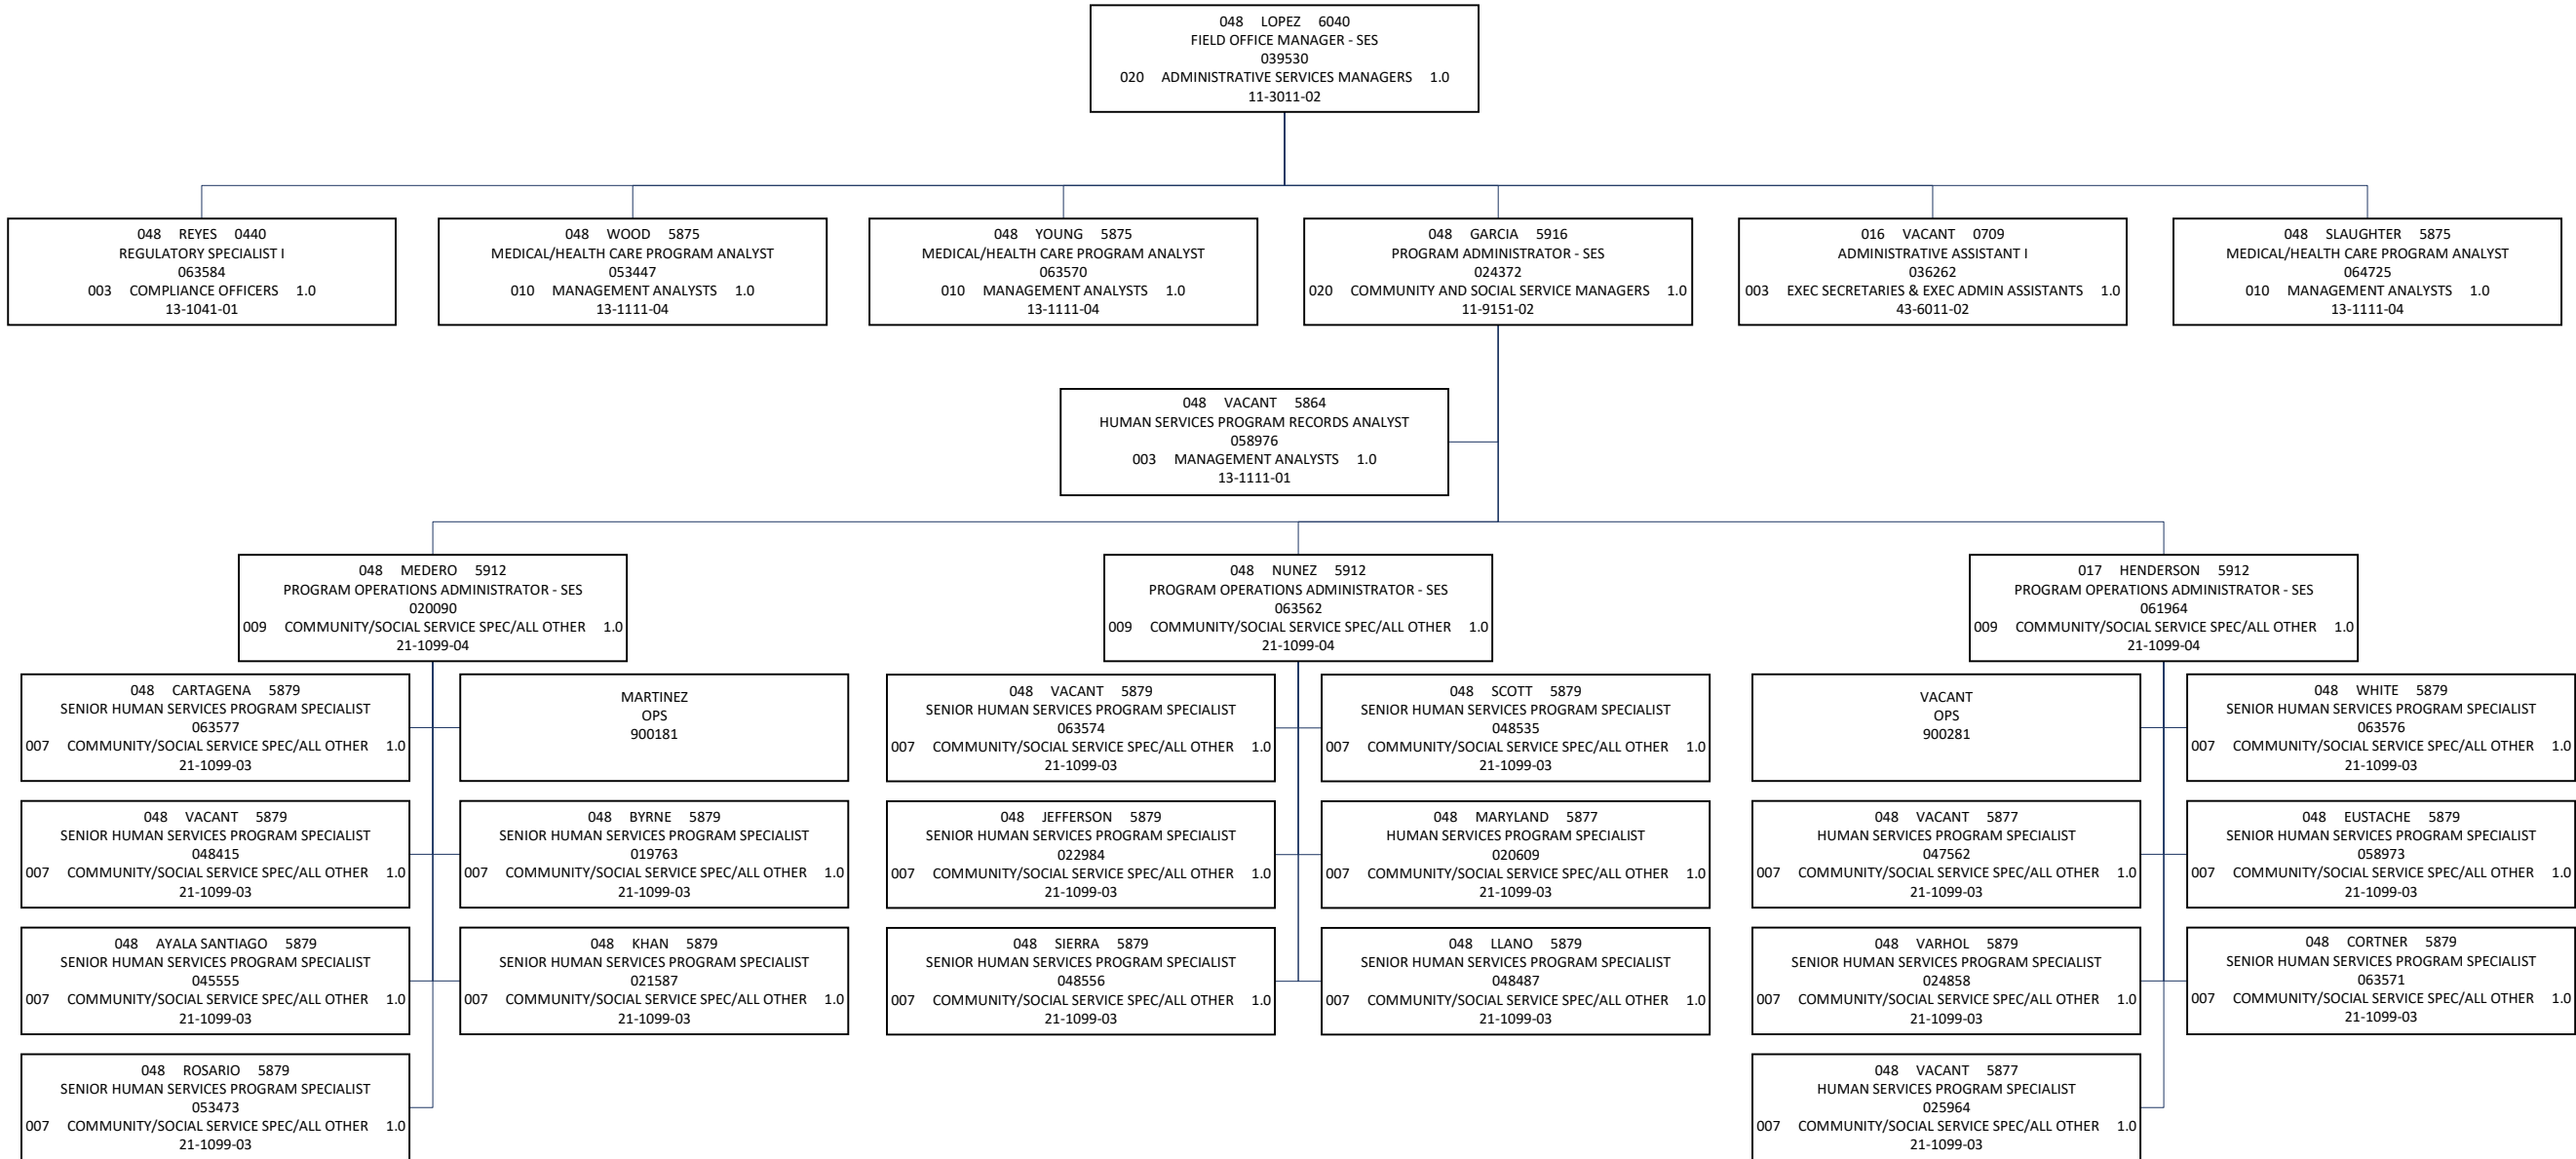 048 LOPEZ 6040
FIELD OFFICE MANAGER - SES
039530
020 ADMINISTRATIVE SERVICES MANAGERS 1.0
11-3011-02
048 REYES 0440
REGULATORY SPECIALIST I
063584
003 COMPLIANCE OFFICERS 1.0
13-1041-01
048 WOOD 5875
MEDICAL/HEALTH CARE PROGRAM ANALYST
053447
010 MANAGEMENT ANALYSTS 1.0
13-1111-04
048 YOUNG 5875
MEDICAL/HEALTH CARE PROGRAM ANALYST
063570
010 MANAGEMENT ANALYSTS 1.0
13-1111-04
048 GARCIA 5916
PROGRAM ADMINISTRATOR - SES
024372
020 COMMUNITY AND SOCIAL SERVICE MANAGERS 1.0
11-9151-02
016 VACANT 0709
ADMINISTRATIVE ASSISTANT I
036262
003 EXEC SECRETARIES & EXEC ADMIN ASSISTANTS 1.0
43-6011-02
048 SLAUGHTER 5875
MEDICAL/HEALTH CARE PROGRAM ANALYST
064725
010 MANAGEMENT ANALYSTS 1.0
13-1111-04
048 VACANT 5864
HUMAN SERVICES PROGRAM RECORDS ANALYST
058976
003 MANAGEMENT ANALYSTS 1.0
13-1111-01
048 MEDERO 5912
PROGRAM OPERATIONS ADMINISTRATOR - SES
020090
009 COMMUNITY/SOCIAL SERVICE SPEC/ALL OTHER 1.0
21-1099-04
048 NUNEZ 5912
PROGRAM OPERATIONS ADMINISTRATOR - SES
063562
009 COMMUNITY/SOCIAL SERVICE SPEC/ALL OTHER 1.0
21-1099-04
017 HENDERSON 5912
PROGRAM OPERATIONS ADMINISTRATOR - SES
061964
009 COMMUNITY/SOCIAL SERVICE SPEC/ALL OTHER 1.0
21-1099-04
048 CARTAGENA 5879
SENIOR HUMAN SERVICES PROGRAM SPECIALIST
063577
007 COMMUNITY/SOCIAL SERVICE SPEC/ALL OTHER 1.0
21-1099-03
MARTINEZ
OPS
900181
048 VACANT 5879
SENIOR HUMAN SERVICES PROGRAM SPECIALIST
063574
007 COMMUNITY/SOCIAL SERVICE SPEC/ALL OTHER 1.0
21-1099-03
048 SCOTT 5879
SENIOR HUMAN SERVICES PROGRAM SPECIALIST
048535
007 COMMUNITY/SOCIAL SERVICE SPEC/ALL OTHER 1.0
21-1099-03
VACANT
OPS
900281
048 WHITE 5879
SENIOR HUMAN SERVICES PROGRAM SPECIALIST
063576
007 COMMUNITY/SOCIAL SERVICE SPEC/ALL OTHER 1.0
21-1099-03
048 VACANT 5879
SENIOR HUMAN SERVICES PROGRAM SPECIALIST
048415
007 COMMUNITY/SOCIAL SERVICE SPEC/ALL OTHER 1.0
21-1099-03
048 BYRNE 5879
SENIOR HUMAN SERVICES PROGRAM SPECIALIST
019763
007 COMMUNITY/SOCIAL SERVICE SPEC/ALL OTHER 1.0
21-1099-03
048 JEFFERSON 5879
SENIOR HUMAN SERVICES PROGRAM SPECIALIST
022984
007 COMMUNITY/SOCIAL SERVICE SPEC/ALL OTHER 1.0
21-1099-03
048 MARYLAND 5877
HUMAN SERVICES PROGRAM SPECIALIST
020609
007 COMMUNITY/SOCIAL SERVICE SPEC/ALL OTHER 1.0
21-1099-03
048 VACANT 5877
HUMAN SERVICES PROGRAM SPECIALIST
047562
007 COMMUNITY/SOCIAL SERVICE SPEC/ALL OTHER 1.0
21-1099-03
048 EUSTACHE 5879
SENIOR HUMAN SERVICES PROGRAM SPECIALIST
058973
007 COMMUNITY/SOCIAL SERVICE SPEC/ALL OTHER 1.0
21-1099-03
048 AYALA SANTIAGO 5879
SENIOR HUMAN SERVICES PROGRAM SPECIALIST
045555
007 COMMUNITY/SOCIAL SERVICE SPEC/ALL OTHER 1.0
21-1099-03
048 KHAN 5879
SENIOR HUMAN SERVICES PROGRAM SPECIALIST
021587
007 COMMUNITY/SOCIAL SERVICE SPEC/ALL OTHER 1.0
21-1099-03
048 SIERRA 5879
SENIOR HUMAN SERVICES PROGRAM SPECIALIST
048556
007 COMMUNITY/SOCIAL SERVICE SPEC/ALL OTHER 1.0
21-1099-03
048 LLANO 5879
SENIOR HUMAN SERVICES PROGRAM SPECIALIST
048487
007 COMMUNITY/SOCIAL SERVICE SPEC/ALL OTHER 1.0
21-1099-03
048 VARHOL 5879
SENIOR HUMAN SERVICES PROGRAM SPECIALIST
024858
007 COMMUNITY/SOCIAL SERVICE SPEC/ALL OTHER 1.0
21-1099-03
048 CORTNER 5879
SENIOR HUMAN SERVICES PROGRAM SPECIALIST
063571
007 COMMUNITY/SOCIAL SERVICE SPEC/ALL OTHER 1.0
21-1099-03
048 ROSARIO 5879
SENIOR HUMAN SERVICES PROGRAM SPECIALIST
053473
007 COMMUNITY/SOCIAL SERVICE SPEC/ALL OTHER 1.0
21-1099-03
048 VACANT 5877
HUMAN SERVICES PROGRAM SPECIALIST
025964
007 COMMUNITY/SOCIAL SERVICE SPEC/ALL OTHER 1.0
21-1099-03